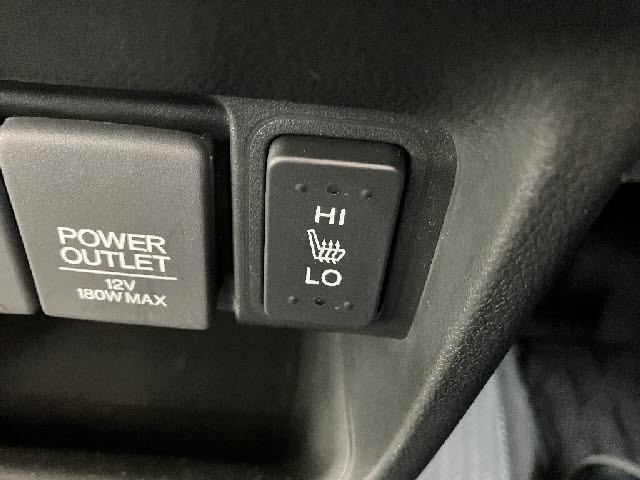 POWER
OUTLET
12V
180W MAX
HI
LO